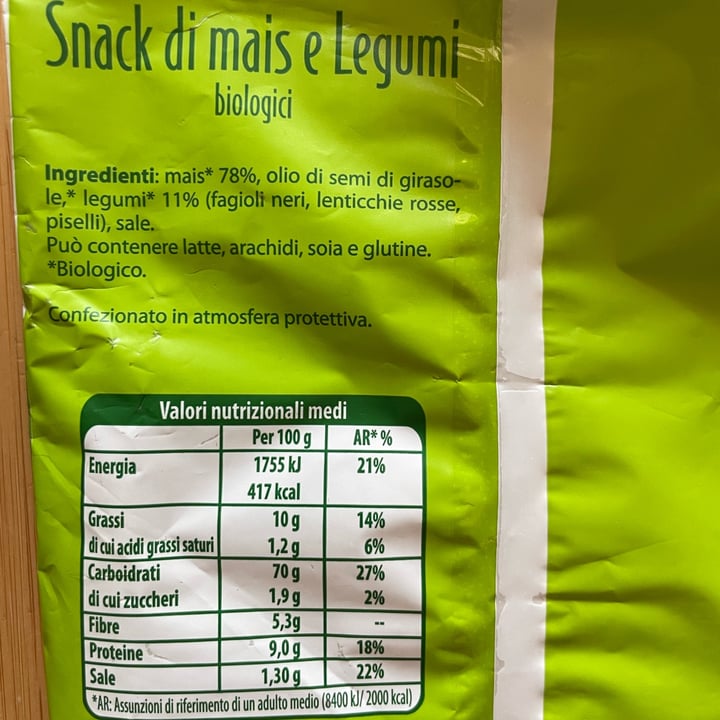 Snack di mais e Legumi
biologici
Ingredienti: mais* 78%, olio di semi di giraso-
le,* legumi* 11% (fagioli neri, lenticchie rosse,
piselli), sale.
Può contenere latte, arachidi, soia e glutine.
*Biologico.
Confezionato in atmosfera protettiva.
Valori nutrizionali medi
Per 100 g AR* %
Energia 1755 kJ 21%
417 kcal
Grassi 10 g 14%
di cui acidi grassi saturi 1,2 g 6%
Carboidrati 70 g 27%
di cui zuccheri 1,9 g 2%
Fibre 5,3g --
Proteine 9,0 g 18%
Sale 1,30 g 22%
*AR: Assunzioni di riferimento di un adulto medio (8400 kJ/ 2000 kcal)